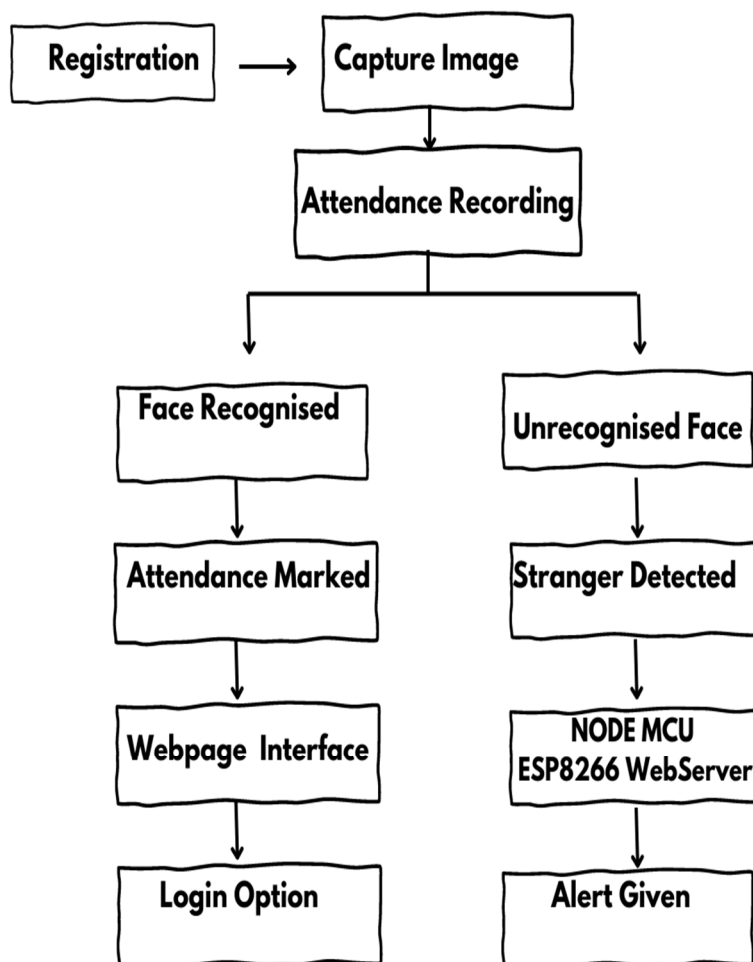 Registration
Capture Image
Attendance Recording
Face Recognised
Unrecognised Face
Attendance Marked
Stranger Detected
Webpage Interface
NODE MCU
ESP8266 WebServer
Login Option
Alert Given